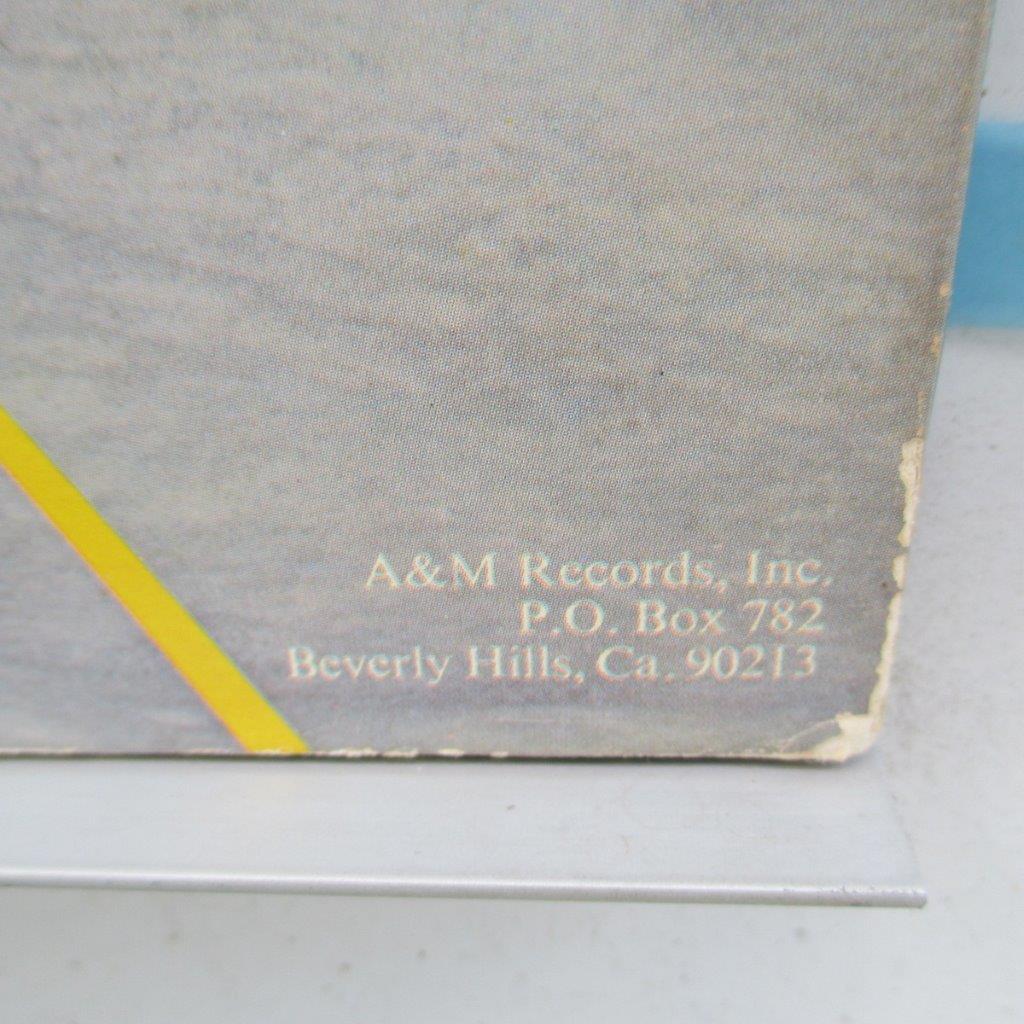 A&M Records, Inc.
P.O. Box 782
Beverly Hills, Ca. 90213